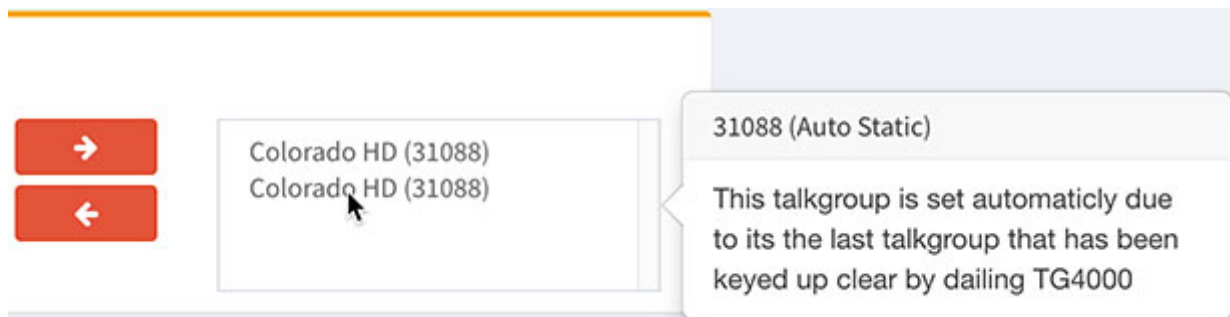 Colorado HD (31088)
Colorado HD (31088)
31088 (Auto Static)
This talkgroup is set automaticly due
to its the last talkgroup that has been
keyed up clear by dailing TG4000